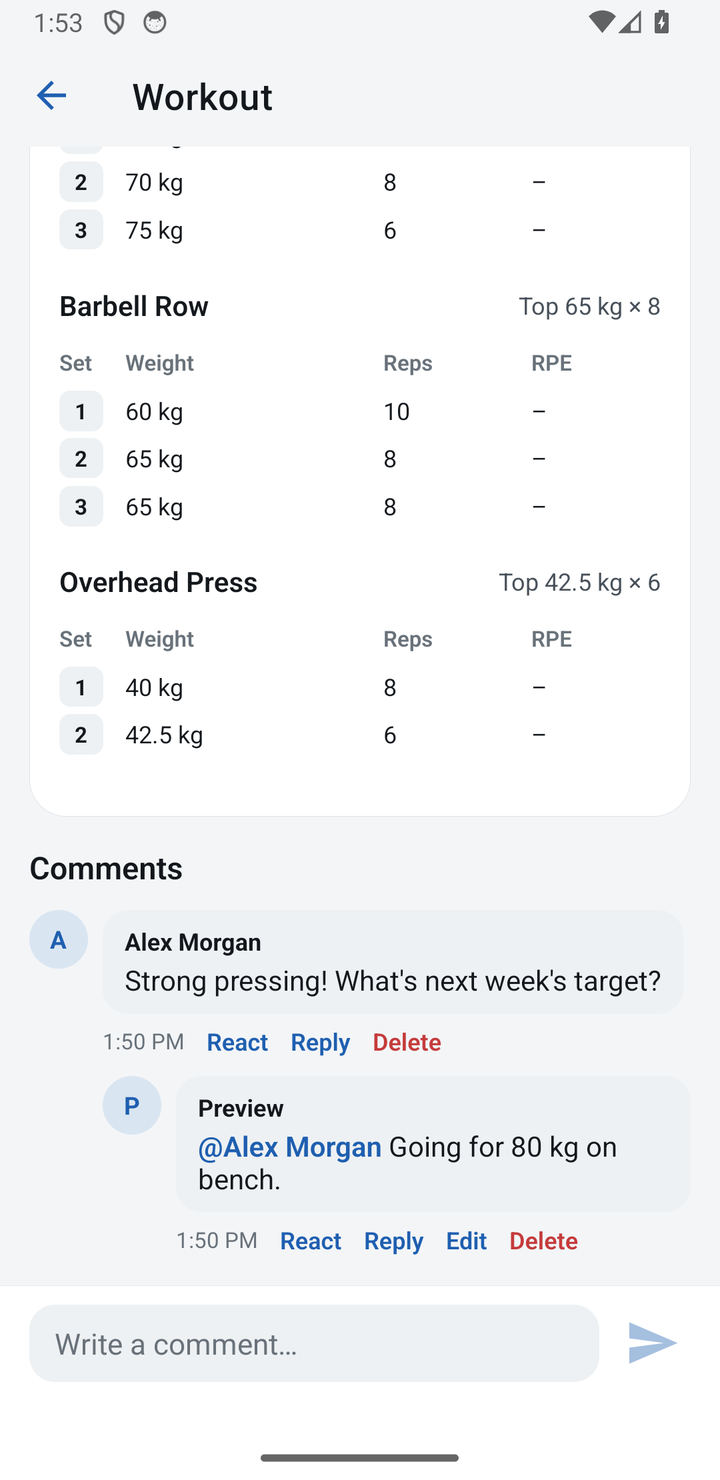 1:53
Workout
2 70 kg 8 –
3 75 kg 6 –
Barbell Row Top 65 kg × 8
Set Weight Reps RPE
1 60 kg 10 –
2 65 kg 8 –
3 65 kg 8 –
Overhead Press Top 42.5 kg × 6
Set Weight Reps RPE
1 40 kg 8 –
2 42.5 kg 6 –
Comments
A
Alex Morgan
Strong pressing! What's next week's target?
1:50 PM React Reply Delete
P
Preview
@Alex Morgan Going for 80 kg on
bench.
1:50 PM React Reply Edit Delete
Write a comment…